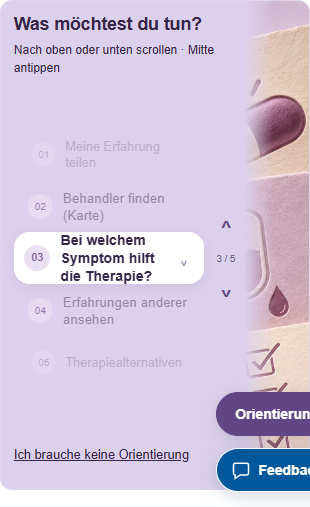 Was möchtest du tun?
Nach oben oder unten scrollen · Mitte
antippen
01
Meine Erfahrung
teilen
02
Behandler finden
(Karte)
03
Bei welchem
Symptom hilft
die Therapie?
3 / 5
04
Erfahrungen anderer
ansehen
05
Therapiealternativen
Orientierun
Ich brauche keine Orientierung
Feedba